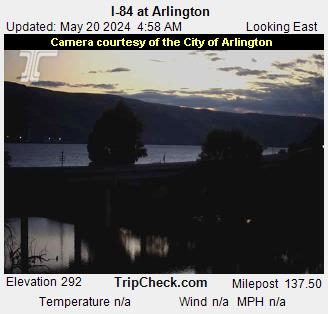 I-84 at Arlington
Updated: May 20 2024 4:58 AM Looking East
Camera courtesy of the City of Arlington
Elevation 292 TripCheck.com Milepost 137.50
Temperature n/a Wind n/a MPH n/a